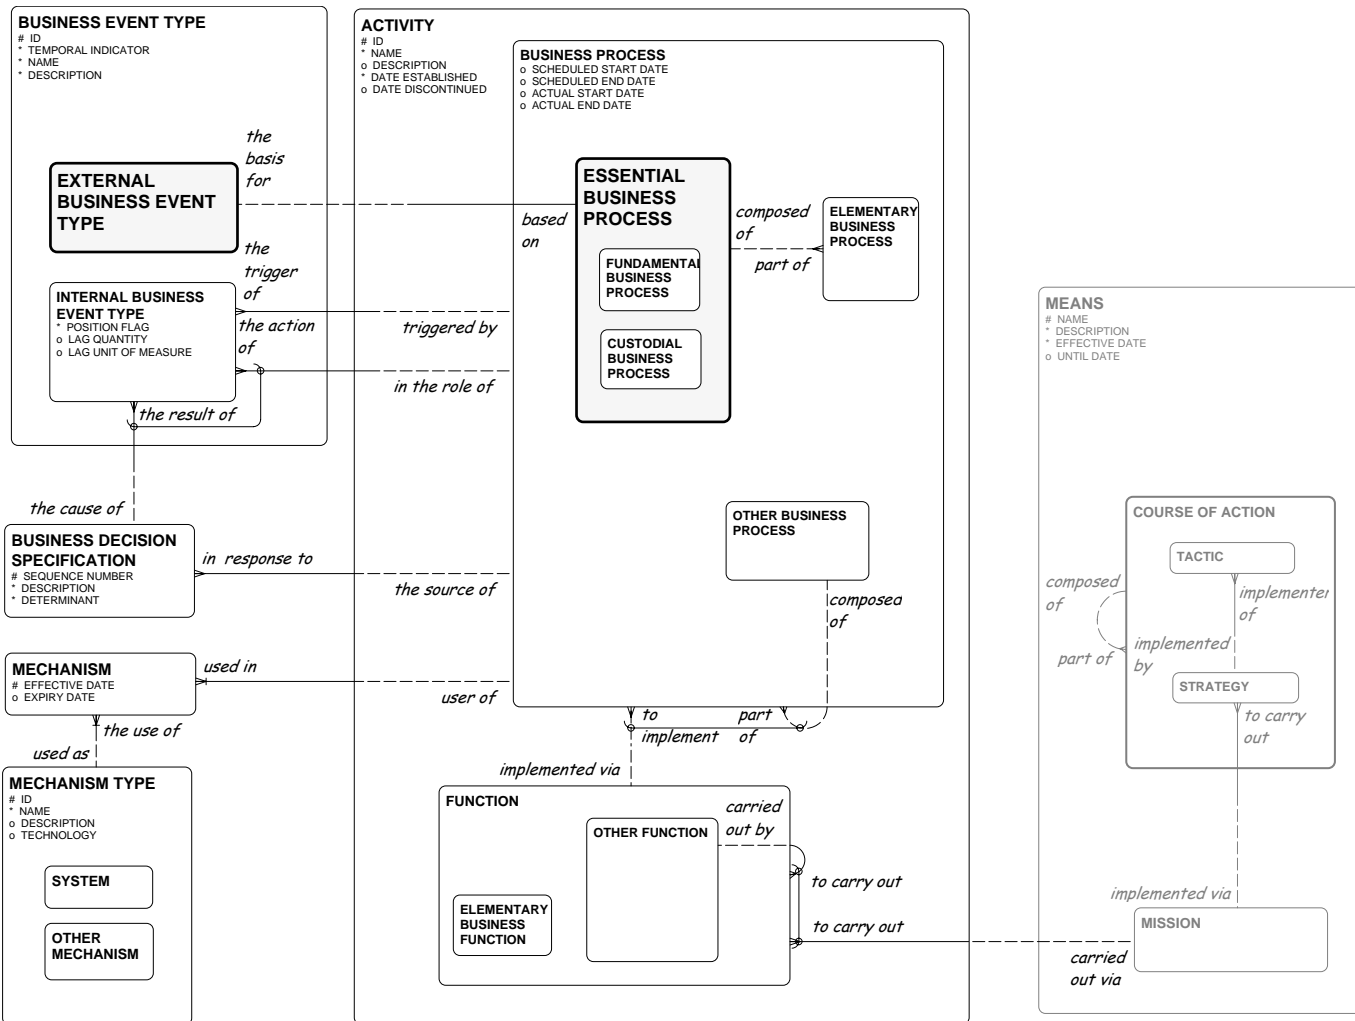 BUSINESS EVENT TYPE
# ID
* TEMPORAL INDICATOR
* NAME
* DESCRIPTION
EXTERNAL
BUSINESS EVENT
TYPE
the
basis
for
the
trigger
of
INTERNAL BUSINESS
EVENT TYPE
* POSITION FLAG
o LAG QUANTITY
o LAG UNIT OF MEASURE
the action
of
the result of
the cause of
BUSINESS DECISION
SPECIFICATION
# SEQUENCE NUMBER
* DESCRIPTION
* DETERMINANT
in response to
MECHANISM
# EFFECTIVE DATE
o EXPIRY DATE
used in
the use of
used as
MECHANISM TYPE
# ID
* NAME
o DESCRIPTION
o TECHNOLOGY
SYSTEM
OTHER
MECHANISM
ACTIVITY
# ID
* NAME
o DESCRIPTION
* DATE ESTABLISHED
o DATE DISCONTINUED
BUSINESS PROCESS
o SCHEDULED START DATE
o SCHEDULED END DATE
o ACTUAL START DATE
o ACTUAL END DATE
based
on
ESSENTIAL
BUSINESS
PROCESS
FUNDAMENTAL
BUSINESS
PROCESS
CUSTODIAL
BUSINESS
PROCESS
composed
of
part of
ELEMENTARY
BUSINESS
PROCESS
triggered by
in the role of
the source of
user of
OTHER BUSINESS
PROCESS
composed
of
to
implement
part
of
implemented via
FUNCTION
ELEMENTARY
BUSINESS
FUNCTION
OTHER FUNCTION
carried
out by
to carry out
to carry out
MEANS
# NAME
* DESCRIPTION
* EFFECTIVE DATE
o UNTIL DATE
COURSE OF ACTION
TACTIC
implementer
of
composed
of
part of
implemented
by
STRATEGY
to carry
out
implemented via
MISSION
carried
out via